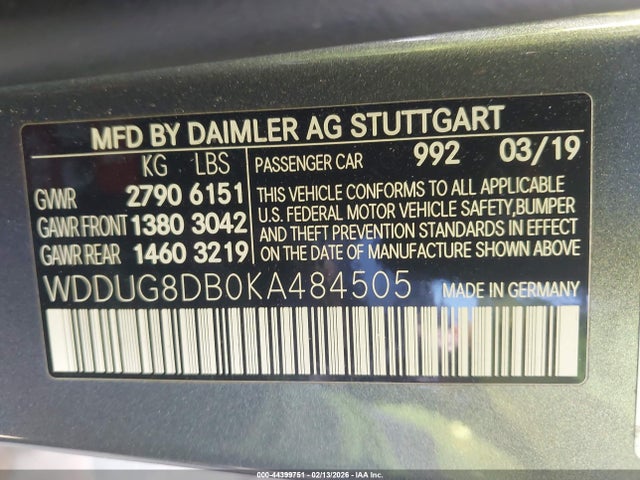 MFD BY DAIMLER AG STUTTGART
KG LBS
GVWR 2790 6151
GAWR FRONT 1380 3042
GAWR REAR 1460 3219
PASSENGER CAR 992 03/19
THIS VEHICLE CONFORMS TO ALL APPLICABLE
U.S. FEDERAL MOTOR VEHICLE SAFETY,BUMPER
AND THEFT PREVENTION STANDARDS IN EFFECT
ON THE DATE OF MANUFACTURE SHOWN ABOVE
WDDUG8DB0KA484505 MADE IN GERMANY
000-44399751 - 02/13/2026 - IAA Inc.